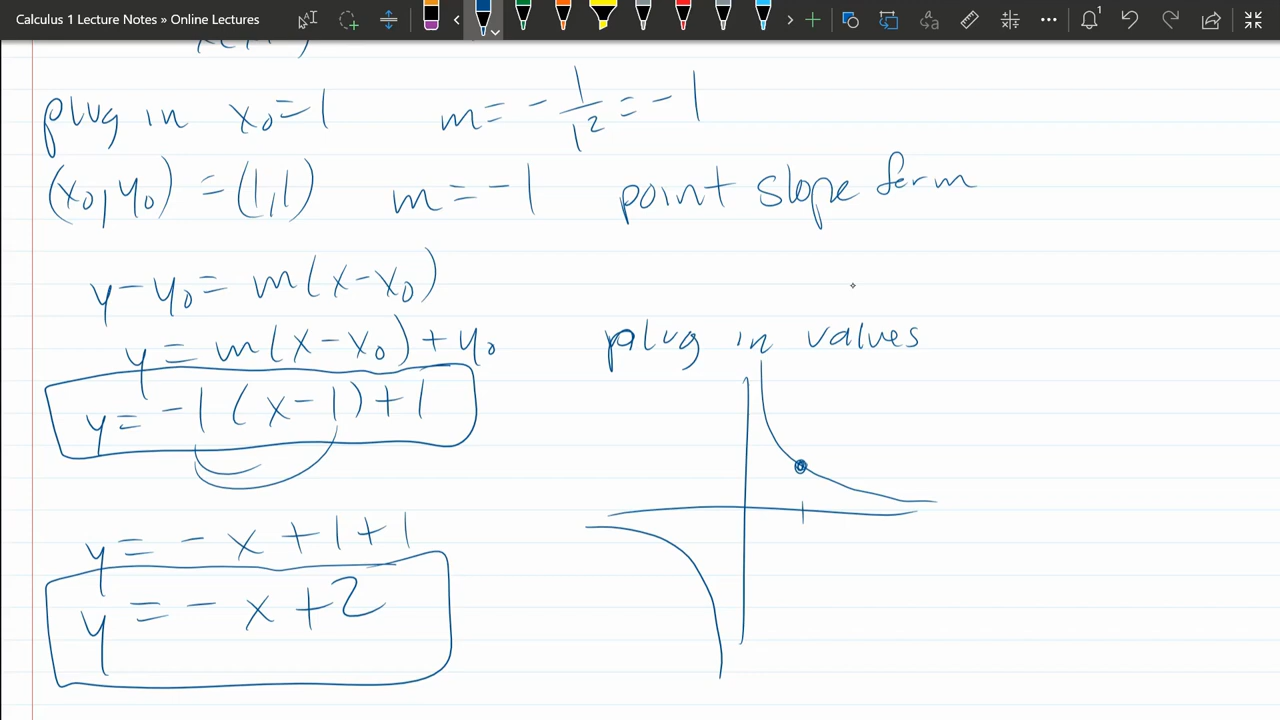 Calculus 1 Lecture Notes » Online Lectures
plug in x₀=1 m = - 1/1² = -1
(x₀,y₀) = (1,1) m = -1 point slope form
y-y₀ = m(x-x₀)
y = m(x-x₀)+y₀ plug in values
y = -1(x-1)+1
y = -x+1+1
y = -x+2